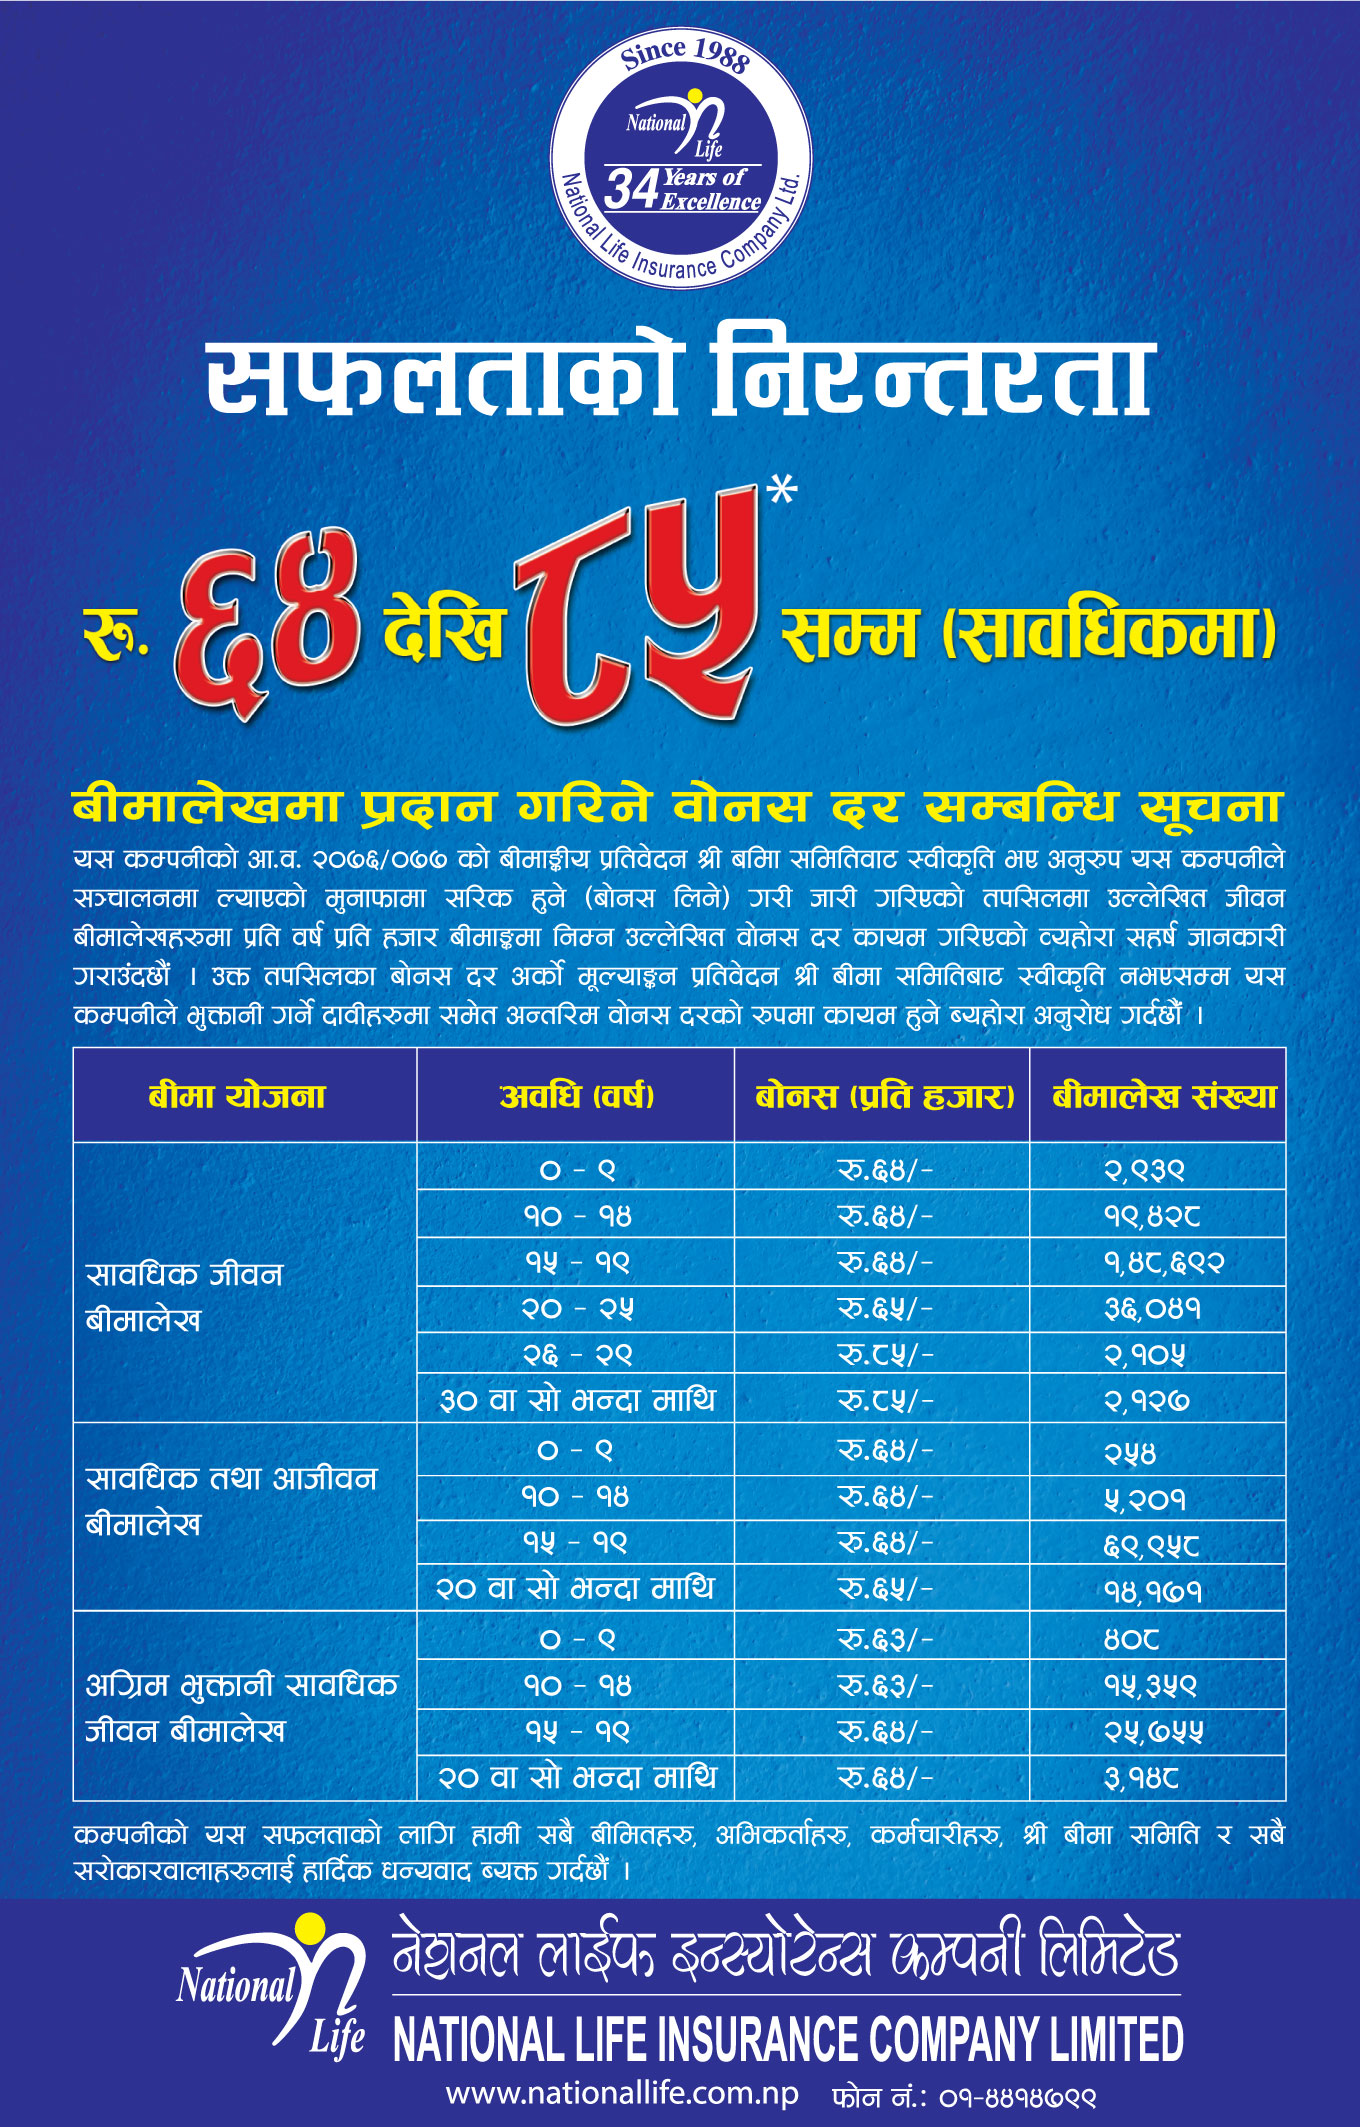 Since 1988
National Life
34 Years of Excellence
National Life Insurance Company Ltd.
सफलताको निरन्तरता
रु. ६४ देखि ८५* सम्म (सावधिकमा)
बीमालेखमा प्रदान गरिने वोनस दर सम्बन्धि सूचना
यस कम्पनीको आ.व. २०७६/०७७ को बीमाङ्कीय प्रतिवेदन श्री बमिा समितिवाट स्वीकृति भए अनुरुप यस कम्पनीले
सञ्चालनमा ल्याएको मुनाफामा सरिक हुने (बोनस लिने) गरी जारी गरिएको तपसिलमा उल्लेखित जीवन
बीमालेखहरुमा प्रति वर्ष प्रति हजार बीमाङ्कमा निम्न उल्लेखित वोनस दर कायम गरिएको व्यहोरा सहर्ष जानकारी
गराउंदछौं । उक्त तपसिलका बोनस दर अर्को मूल्याङ्कन प्रतिवेदन श्री बीमा समितिबाट स्वीकृति नभएसम्म यस
कम्पनीले भुक्तानी गर्ने दावीहरुमा समेत अन्तरिम वोनस दरको रुपमा कायम हुने ब्यहोरा अनुरोध गर्दछौं ।
बीमा योजना अवधि (वर्ष) बोनस (प्रति हजार) बीमालेख संख्या
सावधिक जीवन
बीमालेख
० - ९ रु.६४/- २,९३९
१० - १४ रु.६४/- १९,४२८
१५ - १९ रु.६४/- १,४८,६९२
२० - २५ रु.६५/- ३६,०४१
२६ - २९ रु.८५/- २,१०५
३० वा सो भन्दा माथि रु.८५/- २,१२७
सावधिक तथा आजीवन
बीमालेख
० - ९ रु.६४/- २५४
१० - १४ रु.६४/- ५,२०१
१५ - १९ रु.६४/- ६९,९५८
२० वा सो भन्दा माथि रु.६५/- १४,१७१
अग्रिम भुक्तानी सावधिक
जीवन बीमालेख
० - ९ रु.६३/- ४०८
१० - १४ रु.६३/- १५,३५९
१५ - १९ रु.६४/- २५,७५५
२० वा सो भन्दा माथि रु.६४/- ३,१४८
कम्पनीको यस सफलताको लागि हामी सबै बीमितहरु, अभिकर्ताहरु, कर्मचारीहरु, श्री बीमा समिति र सबै
सरोकारवालाहरुलाई हार्दिक धन्यवाद ब्यक्त गर्दछौं ।
National Life
नेशनल लाईफ इन्स्योरेन्स कम्पनी लिमिटेड
NATIONAL LIFE INSURANCE COMPANY LIMITED
www.nationallife.com.np फोन नं.: ०१-४४१४७९९